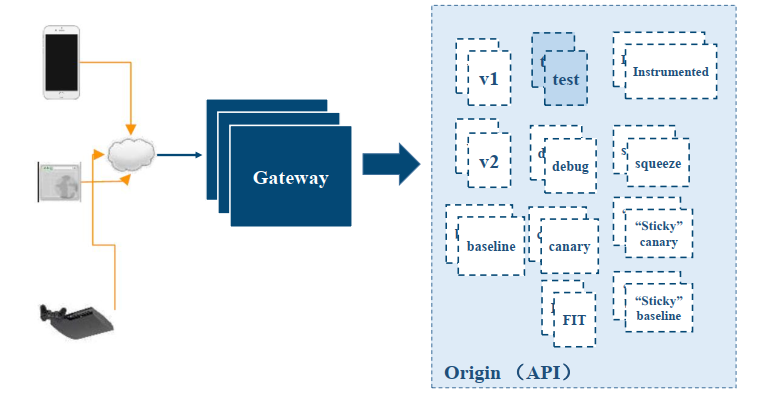 Gateway
v1
test
Instrumented
v2
debug
squeeze
baseline
canary
“Sticky”
canary
FIT
“Sticky”
baseline
Origin （API）